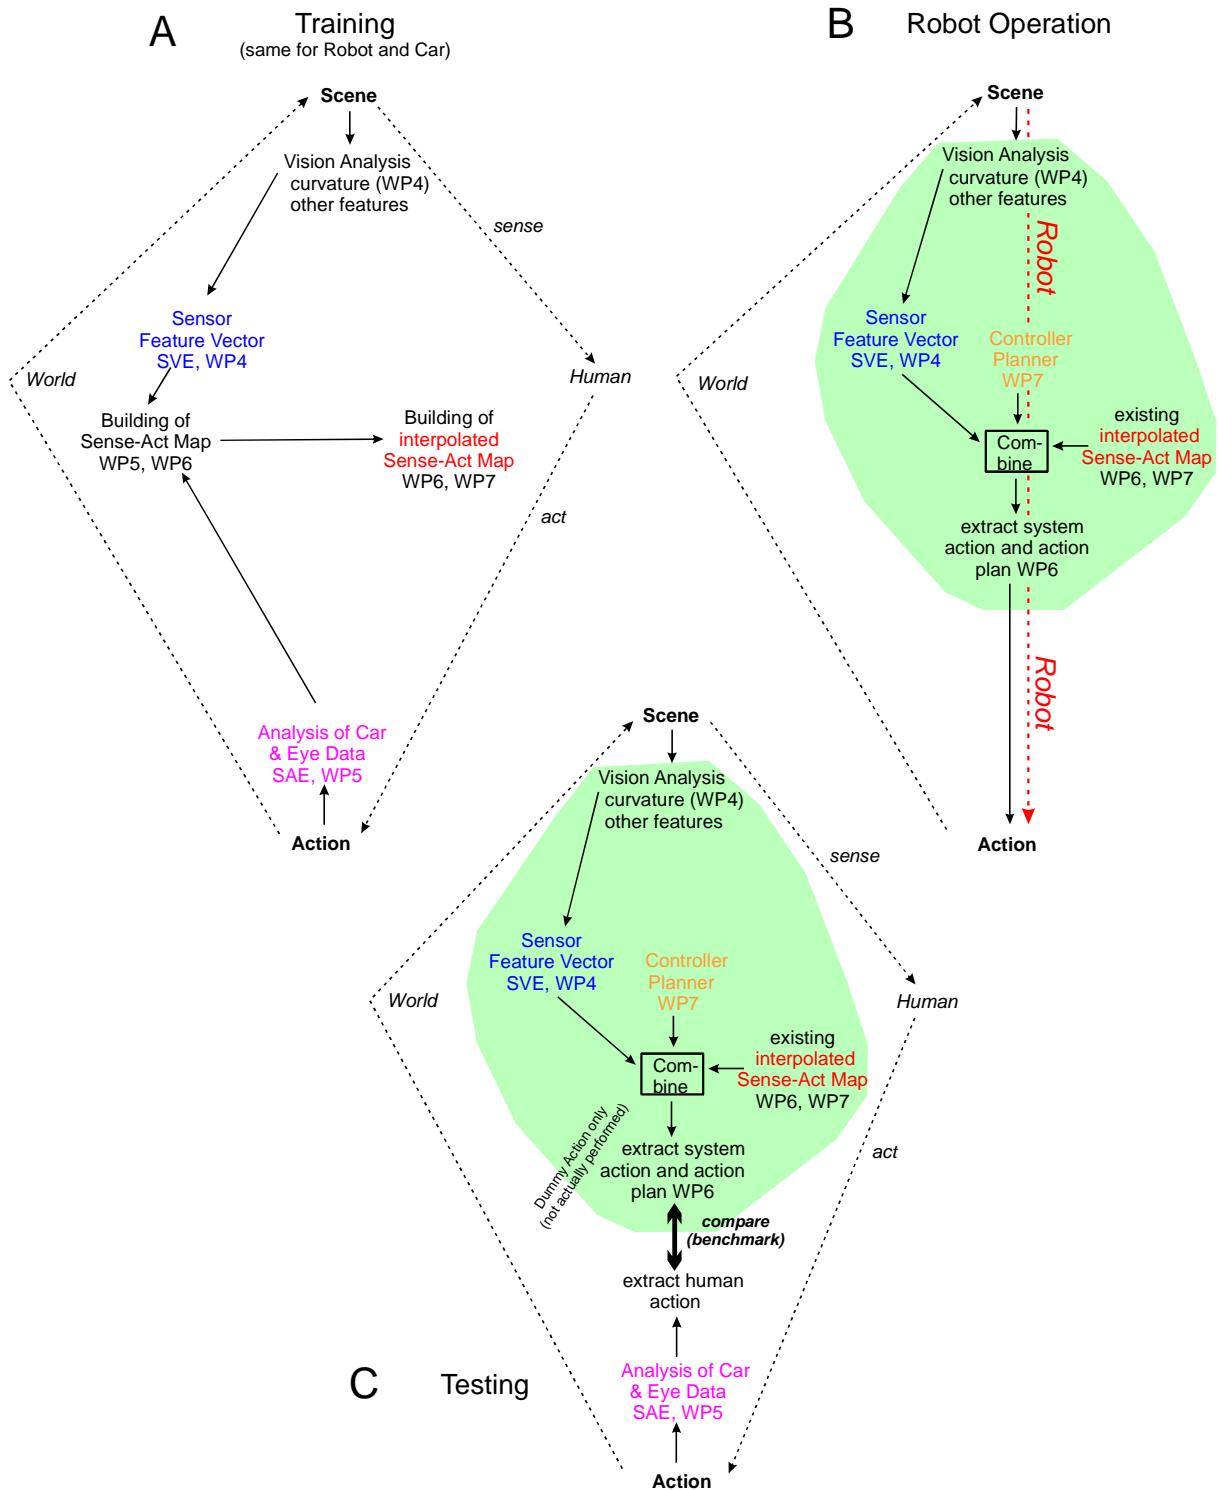 A
Training
(same for Robot and Car)
Scene
Vision Analysis
curvature (WP4)
other features
sense
Sensor
Feature Vector
SVE, WP4
World
Human
Building of
Sense-Act Map
WP5, WP6
Building of
interpolated
Sense-Act Map
WP6, WP7
act
Analysis of Car
& Eye Data
SAE, WP5
Action
B
Robot Operation
Scene
Vision Analysis
curvature (WP4)
other features
Robot
Sensor
Feature Vector
SVE, WP4
Controller
Planner
WP7
World
Com-
bine
existing
interpolated
Sense-Act Map
WP6, WP7
extract system
action and action
plan WP6
Robot
Action
Scene
Vision Analysis
curvature (WP4)
other features
sense
Sensor
Feature Vector
SVE, WP4
Controller
Planner
WP7
World
Human
Com-
bine
existing
interpolated
Sense-Act Map
WP6, WP7
Dummy Action only
(not actually performed)
extract system
action and action
plan WP6
act
compare
(benchmark)
extract human
action
C
Testing
Analysis of Car
& Eye Data
SAE, WP5
Action